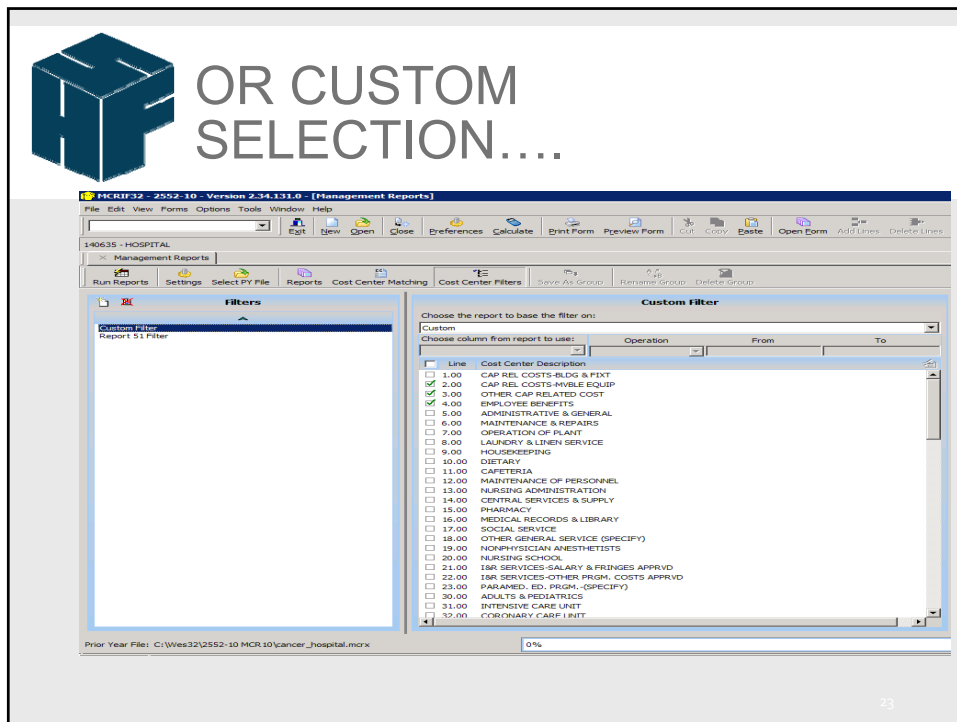 HFS
OR CUSTOM
SELECTION....
MCRIF32 - 2552-10 - Version 2.34.131.0 - [Management Reports]
File Edit View Forms Options Tools Window Help
Exit New Open Close Preferences Calculate Print Form Preview Form Cut Copy Paste Open Form Add Lines Delete Lines
140635 - HOSPITAL
Management Reports
Run Reports Settings Select PY File Reports Cost Center Matching Cost Center Filters Save As Group Rename Group Delete Group
Filters
Custom Filter
Report 51 Filter
Custom Filter
Choose the report to base the filter on:
Custom
Choose column from report to use: Operation From To
Line Cost Center Description
1.00 CAP REL COSTS-BLDG & FIXT
2.00 CAP REL COSTS-MVBLE EQUIP
3.00 OTHER CAP RELATED COST
4.00 EMPLOYEE BENEFITS
5.00 ADMINISTRATIVE & GENERAL
6.00 MAINTENANCE & REPAIRS
7.00 OPERATION OF PLANT
8.00 LAUNDRY & LINEN SERVICE
9.00 HOUSEKEEPING
10.00 DIETARY
11.00 CAFETERIA
12.00 MAINTENANCE OF PERSONNEL
13.00 NURSING ADMINISTRATION
14.00 CENTRAL SERVICES & SUPPLY
15.00 PHARMACY
16.00 MEDICAL RECORDS & LIBRARY
17.00 SOCIAL SERVICE
18.00 OTHER GENERAL SERVICE (SPECIFY)
19.00 NONPHYSICIAN ANESTHETISTS
20.00 NURSING SCHOOL
21.00 I&R SERVICES-SALARY & FRINGES APPRVD
22.00 I&R SERVICES-OTHER PRGM. COSTS APPRVD
23.00 PARAMED. ED. PRGM.-(SPECIFY)
30.00 ADULTS & PEDIATRICS
31.00 INTENSIVE CARE UNIT
32.00 CORONARY CARE UNIT
Prior Year File: C:\Wes32\2552-10 MCR10\cancer_hospital.mcrx
0%
23